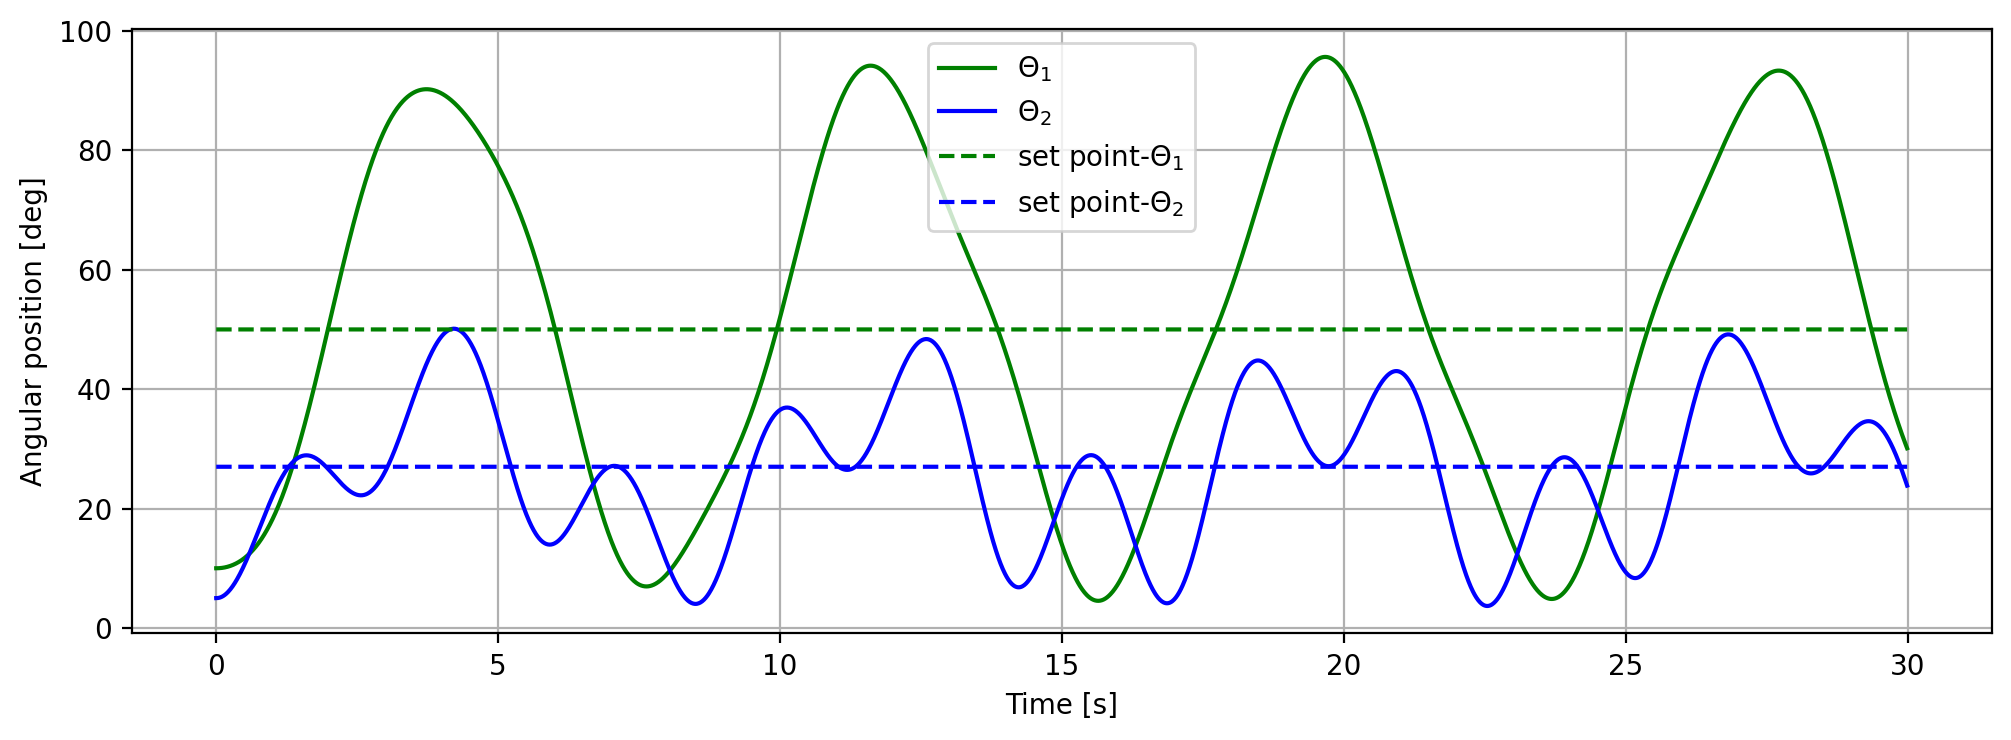 100
80
60
40
20
0
Angular position [deg]
Θ₁
Θ₂
set point-Θ₁
set point-Θ₂
0 5 10 15 20 25 30
Time [s]